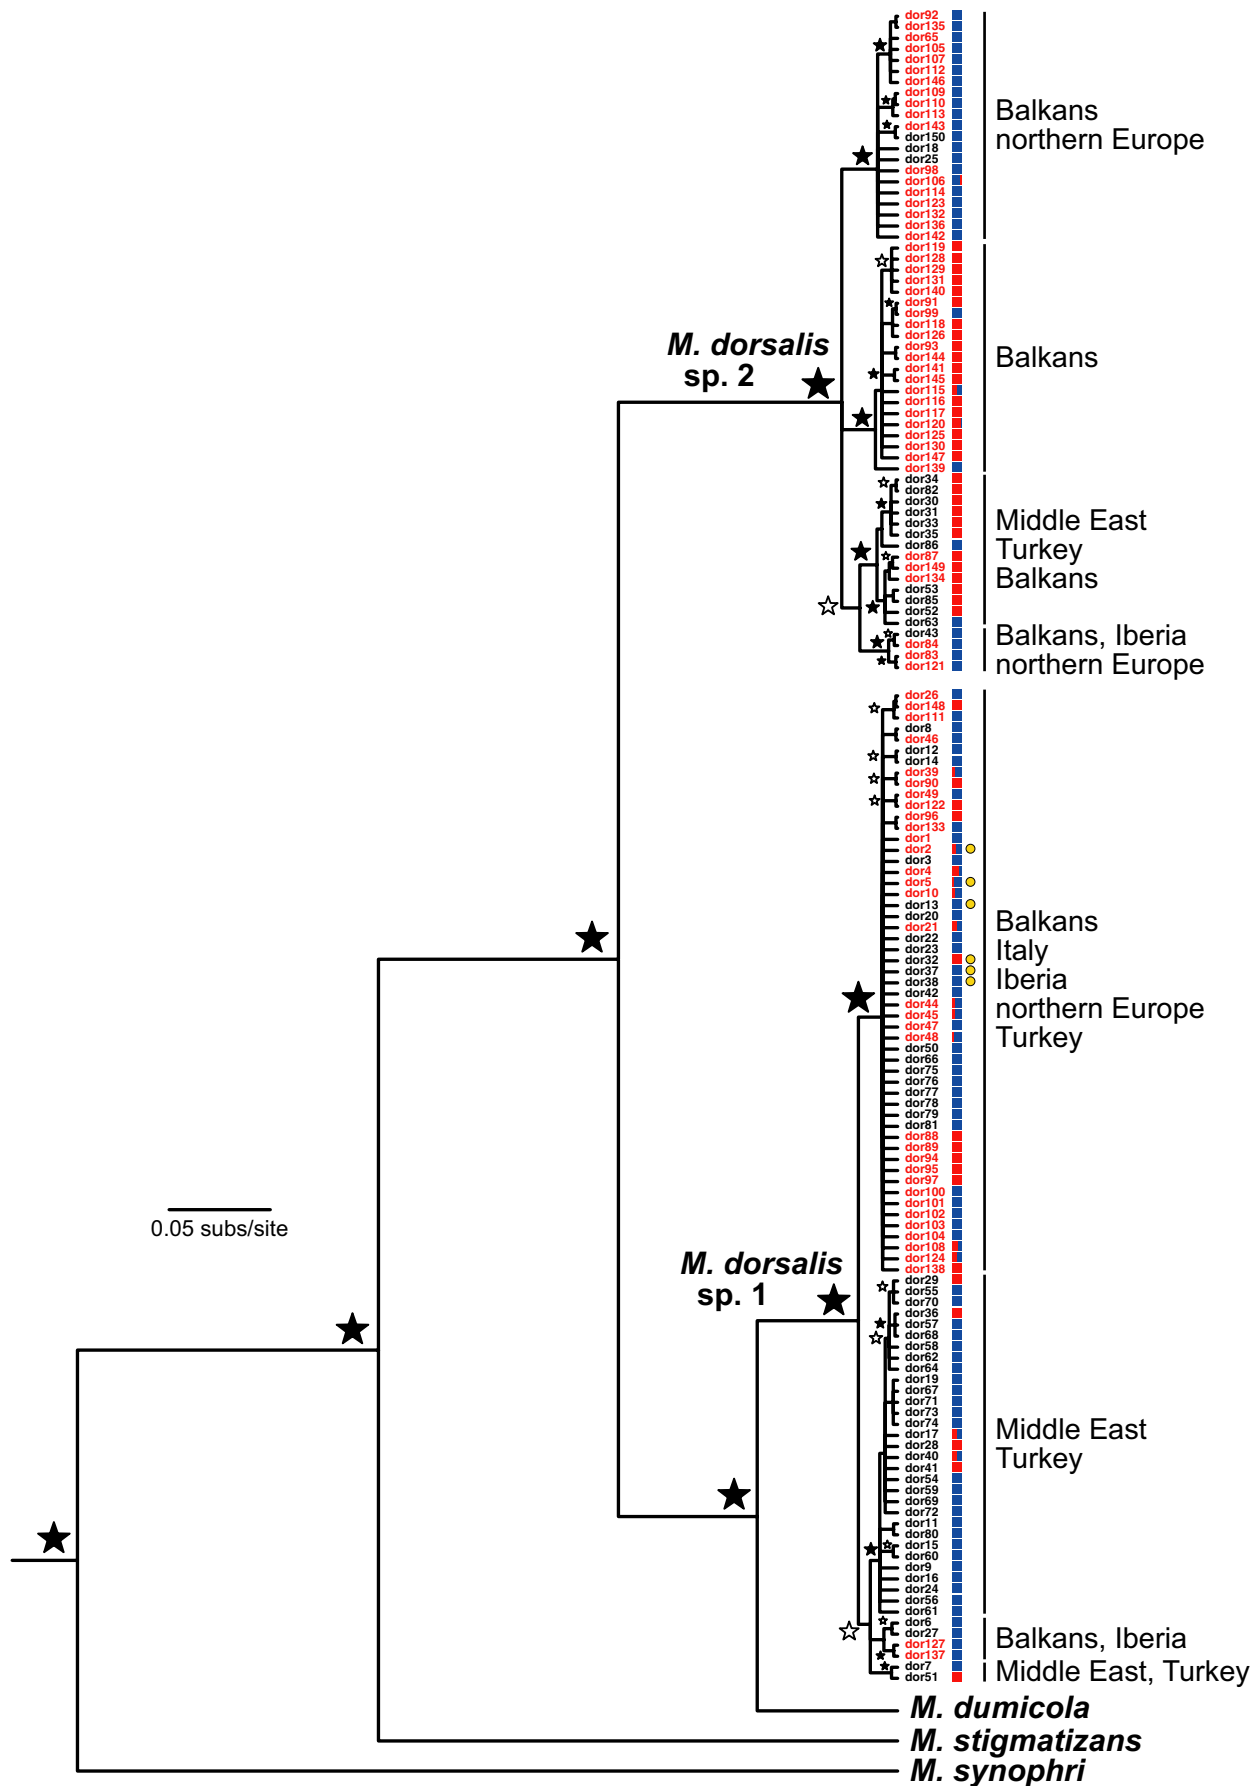 dor92
dor135
dor65
dor105
dor107
dor112
dor146
dor109
dor110
dor113
dor143
dor150
dor18
dor25
dor98
dor106
dor114
dor123
dor132
dor136
dor142
Balkans
northern Europe
dor119
dor128
dor129
dor131
dor140
dor91
dor99
dor118
dor126
dor93
dor144
dor141
dor145
dor115
dor116
dor117
dor120
dor125
dor130
dor147
dor139
Balkans
M. dorsalis
sp. 2
dor34
dor82
dor30
dor31
dor33
dor35
dor86
dor87
dor149
dor134
dor53
dor85
dor52
dor63
Middle East
Turkey
Balkans
dor43
dor84
dor83
dor121
Balkans, Iberia
northern Europe
dor26
dor148
dor111
dor8
dor46
dor12
dor14
dor39
dor90
dor49
dor122
dor96
dor133
dor1
dor2
dor3
dor4
dor5
dor10
dor13
dor20
dor21
dor22
dor23
dor32
dor37
dor38
dor42
dor44
dor45
dor47
dor48
dor50
dor66
dor75
dor76
dor77
dor78
dor79
dor81
dor88
dor89
dor94
dor95
dor97
dor100
dor101
dor102
dor103
dor104
dor108
dor124
dor138
Balkans
Italy
Iberia
northern Europe
Turkey
0.05 subs/site
M. dorsalis
sp. 1
dor29
dor55
dor70
dor36
dor57
dor68
dor58
dor62
dor64
dor19
dor67
dor71
dor73
dor74
dor17
dor28
dor40
dor41
dor54
dor59
dor69
dor72
dor11
dor80
dor15
dor60
dor9
dor16
dor24
dor56
dor61
Middle East
Turkey
dor6
dor27
dor127
dor137
Balkans, Iberia
dor7
dor51
Middle East, Turkey
M. dumicola
M. stigmatizans
M. synophri